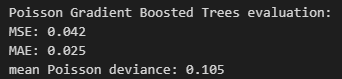 Poisson Gradient Boosted Trees evaluation:
MSE: 0.042
MAE: 0.025
mean Poisson deviance: 0.105